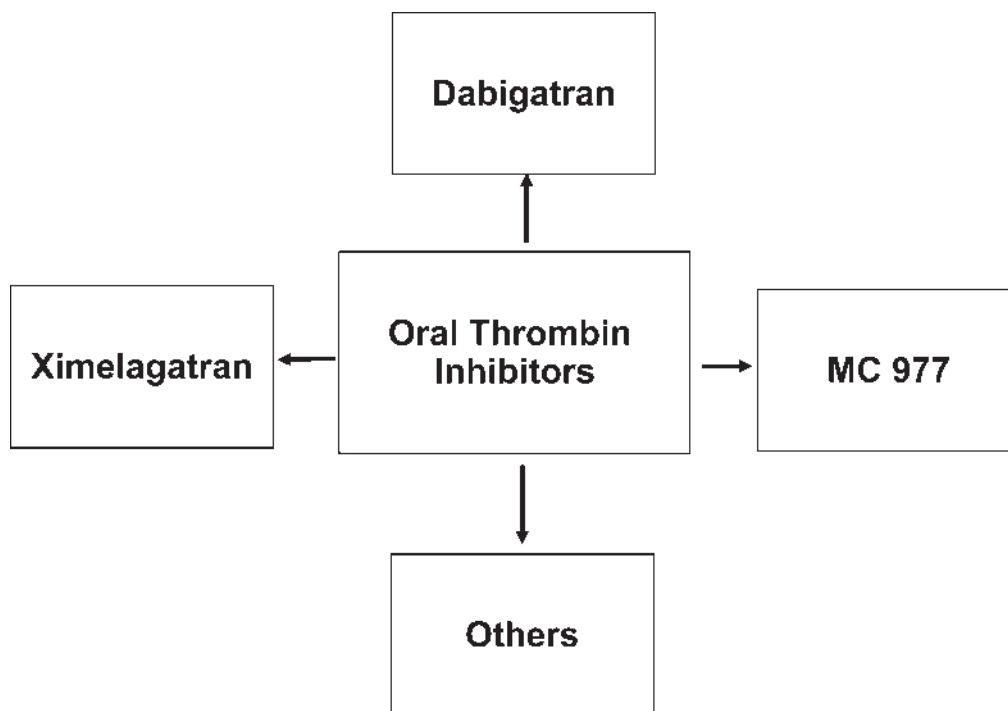 Dabigatran
Oral Thrombin
Inhibitors
Ximelagatran
MC 977
Others